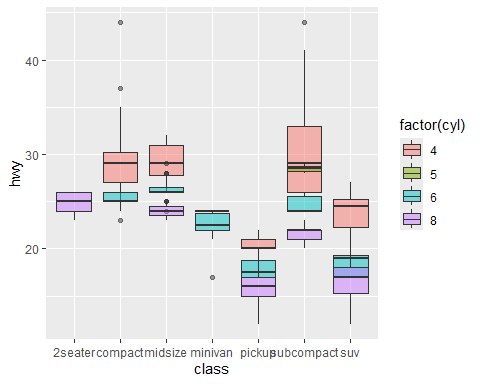 40
30
20
hwy
2seater compact midsize minivan pickup subcompact suv
class
factor(cyl)
4
5
6
8